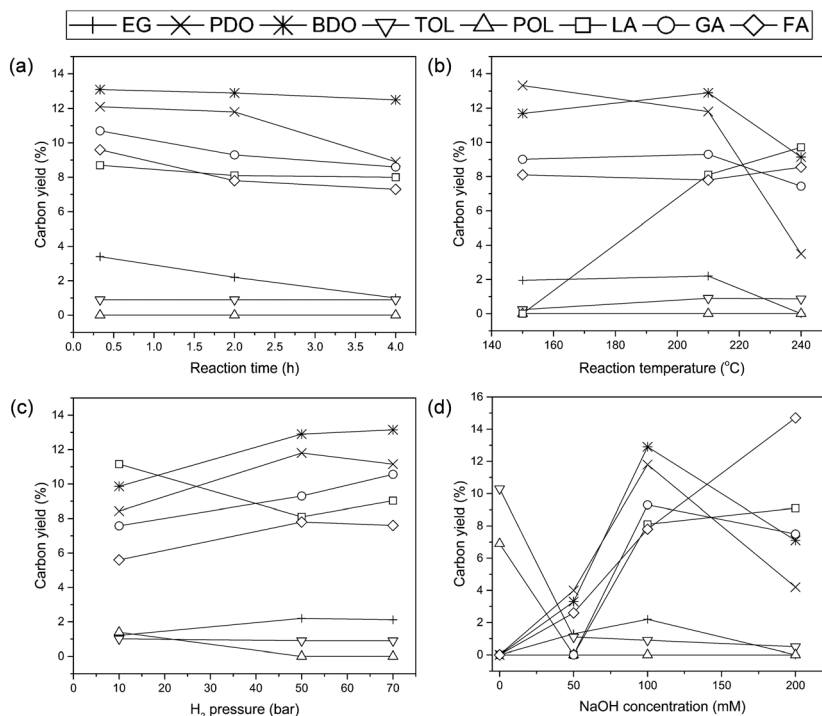 EG PDO BDO TOL POL LA GA FA
(a)
14
12
10
8
6
4
2
0
Carbon yield (%)
0.0 0.5 1.0 1.5 2.0 2.5 3.0 3.5 4.0
Reaction time (h)
(b)
14
12
10
8
6
4
2
0
Carbon yield (%)
140 160 180 200 220 240
Reaction temperature (°C)
(c)
14
12
10
8
6
4
2
0
Carbon yield (%)
0 10 20 30 40 50 60 70
H2 pressure (bar)
(d)
16
14
12
10
8
6
4
2
0
Carbon yield (%)
0 50 100 150 200
NaOH concentration (mM)